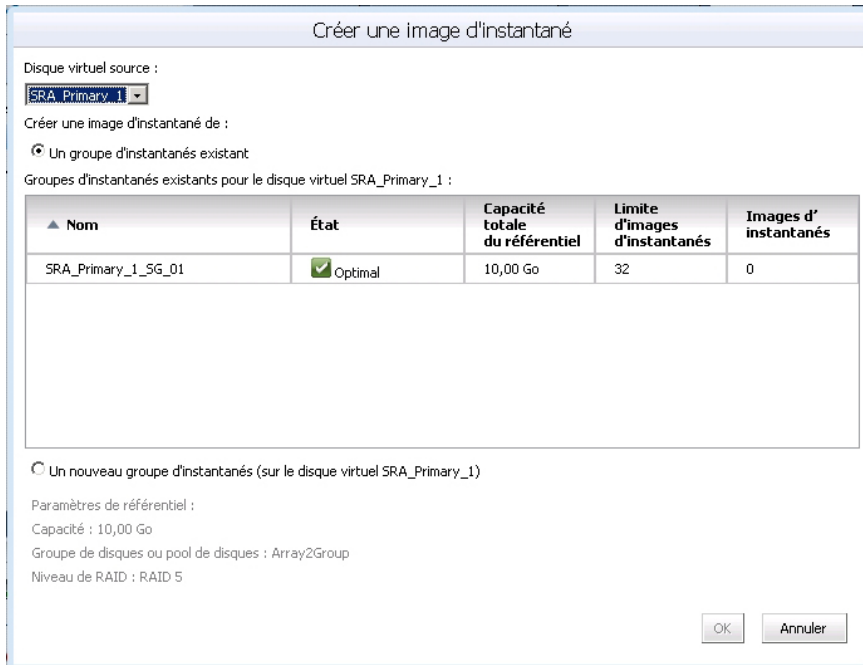 Créer une image d'instantané
Disque virtuel source :
SRA_Primary_1
Créer une image d'instantané de :
Un groupe d'instantanés existant
Groupes d'instantanés existants pour le disque virtuel SRA_Primary_1 :
Nom
État
Capacité
totale
du référentiel
Limite
d'images
d'instantanés
Images d’
instantanés
SRA_Primary_1_SG_01
Optimal
10,00 Go
32
0
Un nouveau groupe d'instantanés (sur le disque virtuel SRA_Primary_1)
Paramètres de référentiel :
Capacité : 10,00 Go
Groupe de disques ou pool de disques : Array2Group
Niveau de RAID : RAID 5
OK
Annuler